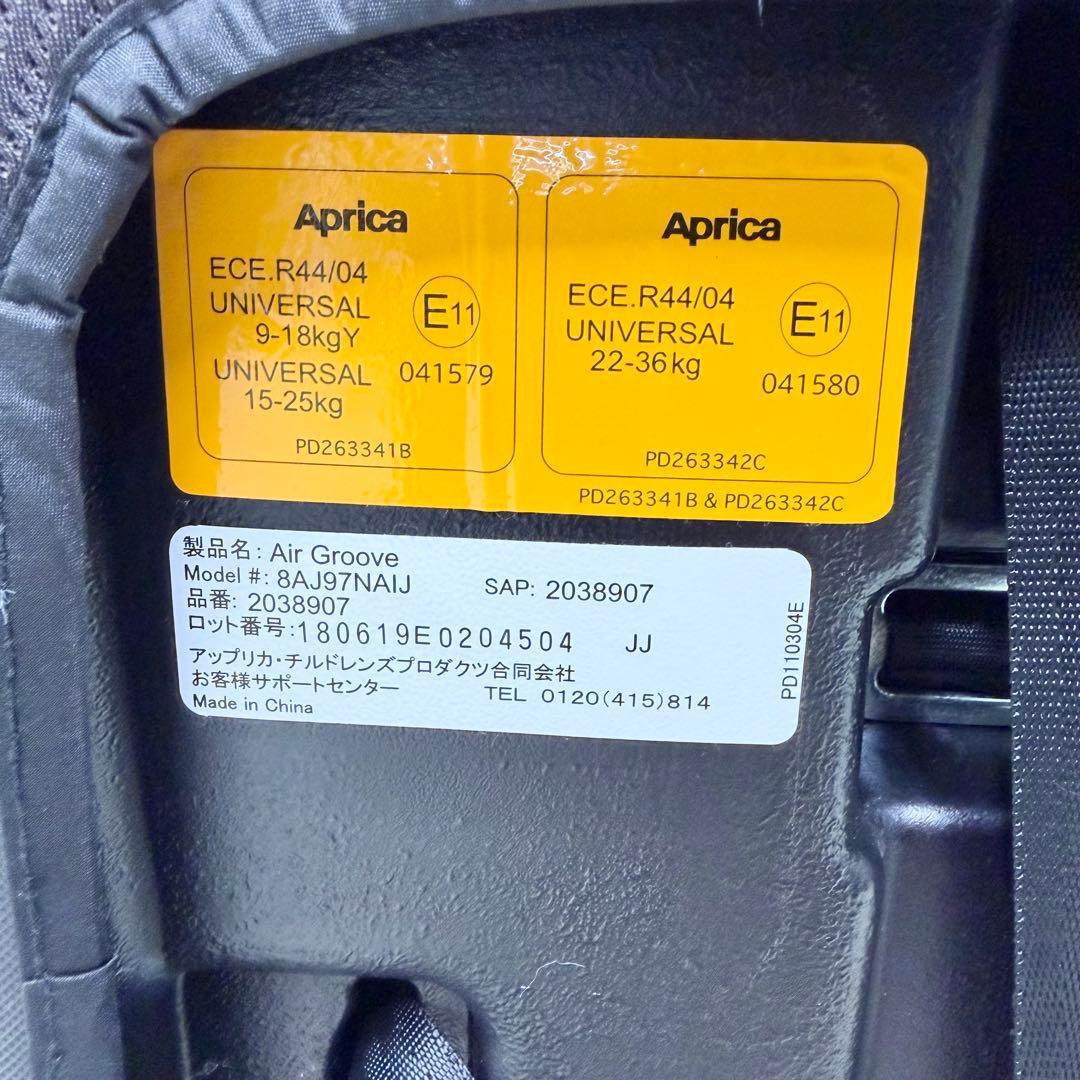 Aprica
ECE.R44/04
UNIVERSAL
9-18kgY
UNIVERSAL
15-25kg
E11
041579
PD263341B
Aprica
ECE.R44/04
UNIVERSAL
22-36kg
E11
041580
PD263342C
PD263341B & PD263342C
製品名: Air Groove
Model #: 8AJ97NAIJ SAP: 2038907
品番: 2038907
ロット番号:180619E0204504 JJ
アップリカ・チルドレンズプロダクツ合同会社
お客様サポートセンター TEL 0120(415)814
Made in China
PD110304E